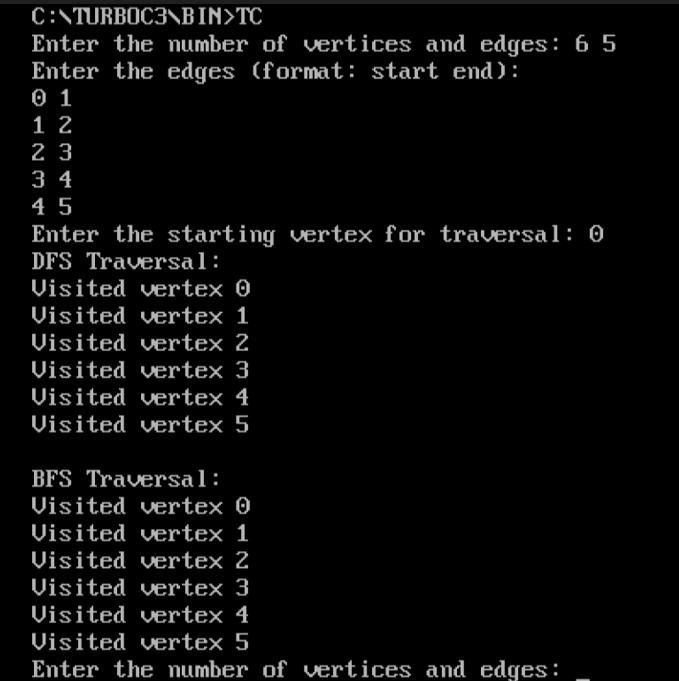 C:\TURBOC3\BIN>TC
Enter the number of vertices and edges: 6 5
Enter the edges (format: start end):
0 1
1 2
2 3
3 4
4 5
Enter the starting vertex for traversal: 0
DFS Traversal:
Visited vertex 0
Visited vertex 1
Visited vertex 2
Visited vertex 3
Visited vertex 4
Visited vertex 5
BFS Traversal:
Visited vertex 0
Visited vertex 1
Visited vertex 2
Visited vertex 3
Visited vertex 4
Visited vertex 5
Enter the number of vertices and edges: _